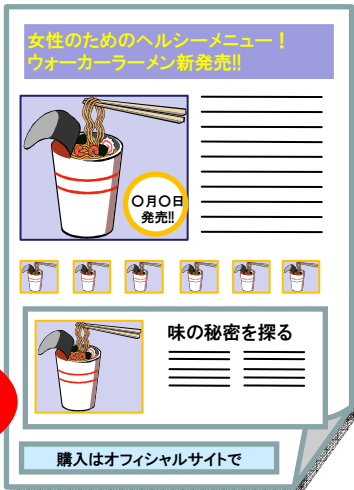 女性のためのヘルシーメニュー！
ウォーカーラーメン新発売!!
〇月〇日
発売!!
味の秘密を探る
購入はオフィシャルサイトで